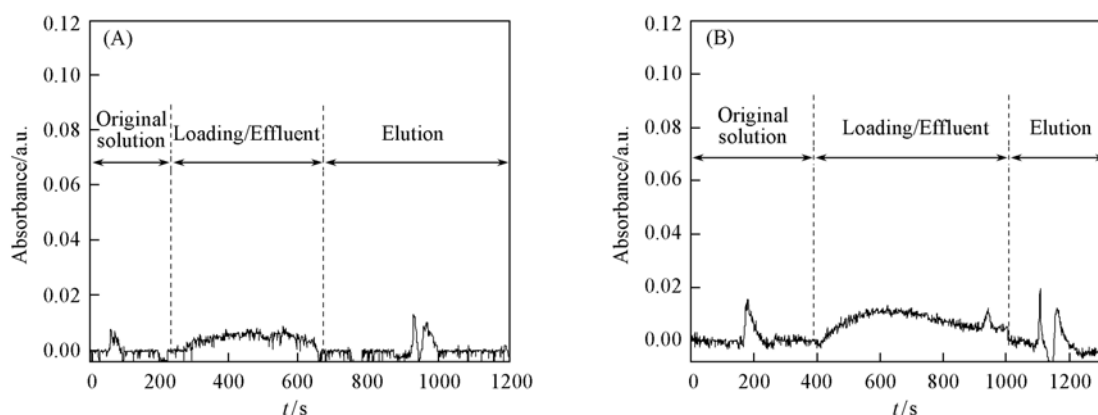 (A)
0.12
0.10
0.08
0.06
0.04
0.02
0.00
Absorbance/a.u.
Original
solution
Loading/Effluent
Elution
0 200 400 600 800 1000 1200
t/s
(B)
0.12
0.10
0.08
0.06
0.04
0.02
0.00
Absorbance/a.u.
Original
solution
Loading/Effluent
Elution
0 200 400 600 800 1000 1200
t/s